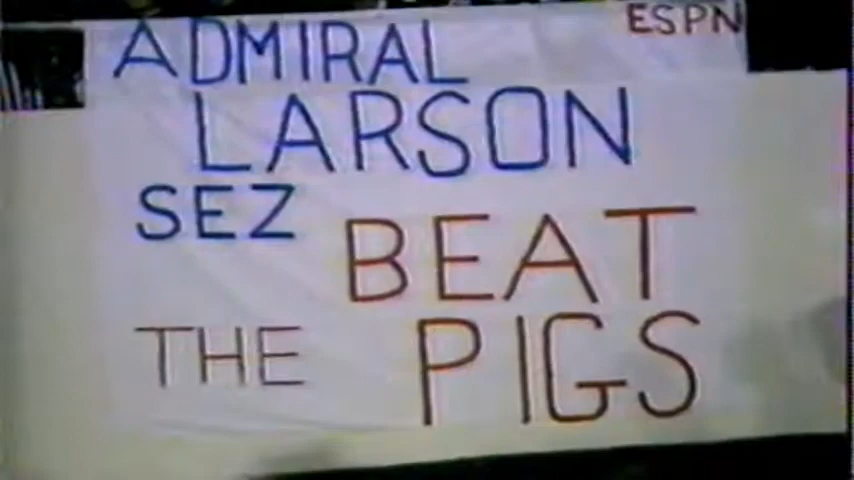 ESPN
ADMIRAL
LARSON
SEZ BEAT
THE PIGS